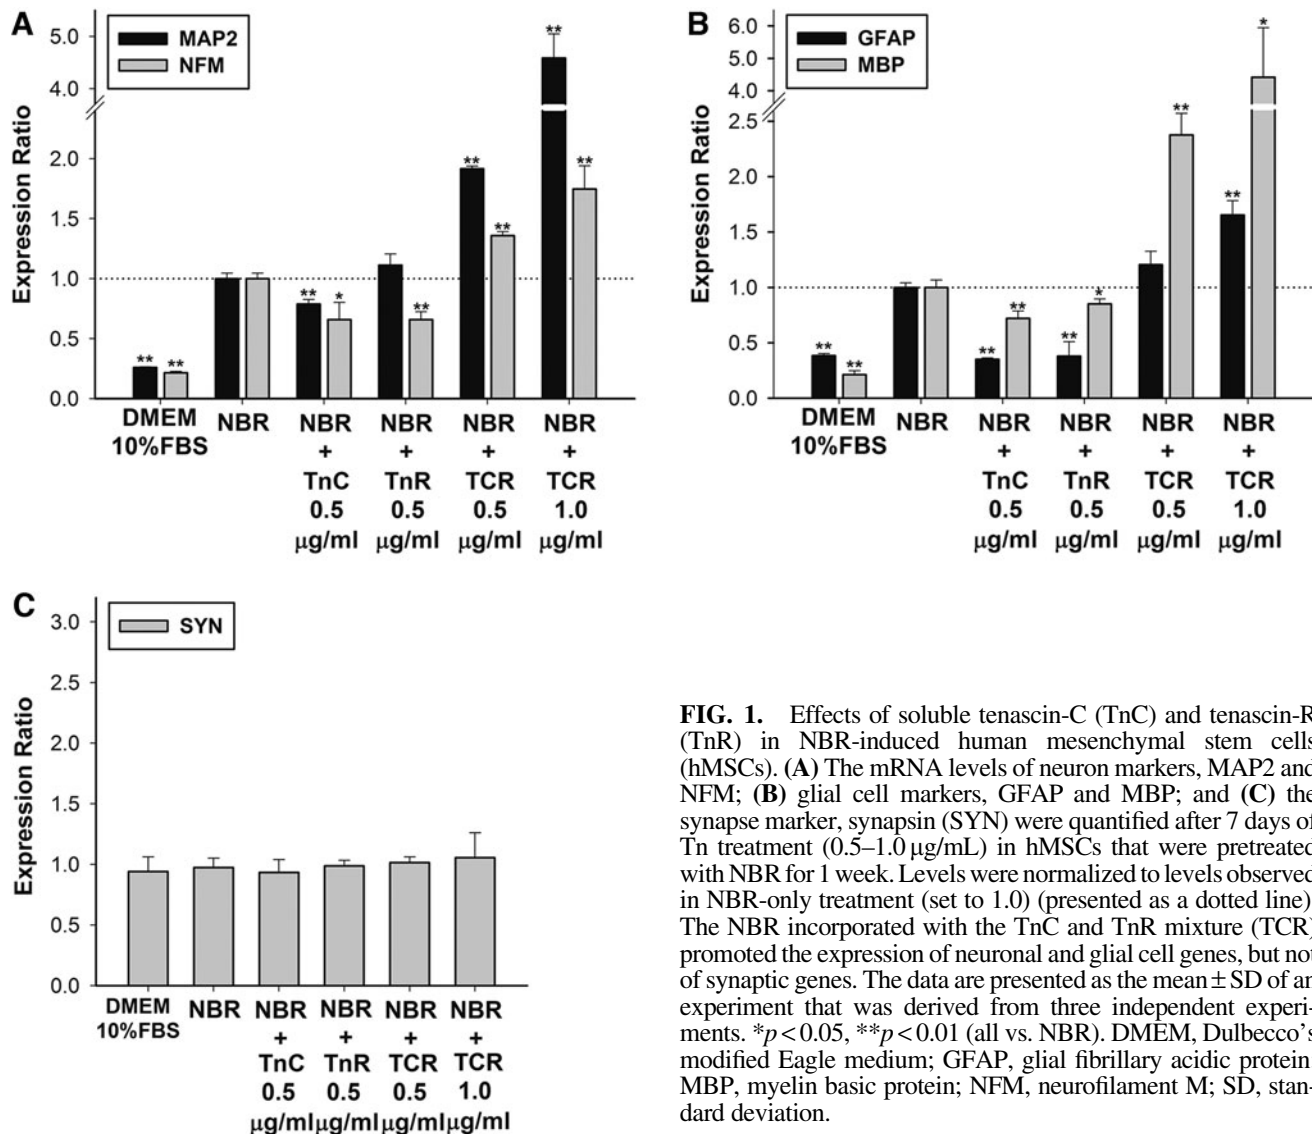 A
MAP2
NFM
Expression Ratio
5.0
4.0
2.0
1.5
1.0
0.5
0.0
**
**
**
*
**
**
**
**
**
DMEM
10%FBS
NBR
NBR
+
TnC
0.5
μg/ml
NBR
+
TnR
0.5
μg/ml
NBR
+
TCR
0.5
μg/ml
NBR
+
TCR
1.0
μg/ml
B
GFAP
MBP
Expression Ratio
6.0
5.0
4.0
2.5
2.0
1.5
1.0
0.5
0.0
**
**
**
**
**
*
**
**
*
DMEM
10%FBS
NBR
NBR
+
TnC
0.5
μg/ml
NBR
+
TnR
0.5
μg/ml
NBR
+
TCR
0.5
μg/ml
NBR
+
TCR
1.0
μg/ml
C
SYN
Expression Ratio
3.0
2.5
2.0
1.5
1.0
0.5
0.0
DMEM
10%FBS
NBR
NBR
+
TnC
0.5
μg/ml
NBR
+
TnR
0.5
μg/ml
NBR
+
TCR
0.5
μg/ml
NBR
+
TCR
1.0
μg/ml
FIG. 1. Effects of soluble tenascin-C (TnC) and tenascin-R
(TnR) in NBR-induced human mesenchymal stem cells
(hMSCs). (A) The mRNA levels of neuron markers, MAP2 and
NFM; (B) glial cell markers, GFAP and MBP; and (C) the
synapse marker, synapsin (SYN) were quantified after 7 days of
Tn treatment (0.5–1.0 μg/mL) in hMSCs that were pretreated
with NBR for 1 week. Levels were normalized to levels observed
in NBR-only treatment (set to 1.0) (presented as a dotted line)
The NBR incorporated with the TnC and TnR mixture (TCR)
promoted the expression of neuronal and glial cell genes, but not
of synaptic genes. The data are presented as the mean ± SD of an
experiment that was derived from three independent experi-
ments. *p < 0.05, **p < 0.01 (all vs. NBR). DMEM, Dulbecco's
modified Eagle medium; GFAP, glial fibrillary acidic protein
MBP, myelin basic protein; NFM, neurofilament M; SD, stan-
dard deviation.